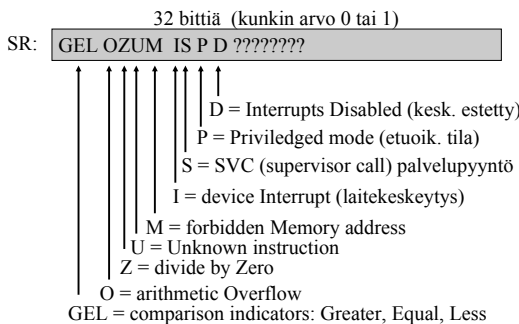 32 bittiä (kunkin arvo 0 tai 1)
SR: GEL OZUM IS P D ????????
D = Interrupts Disabled (kesk. estetty)
P = Priviledged mode (etuoik. tila)
S = SVC (supervisor call) palvelupyyntö
I = device Interrupt (laitekeskeytys)
M = forbidden Memory address
U = Unknown instruction
Z = divide by Zero
O = arithmetic Overflow
GEL = comparison indicators: Greater, Equal, Less